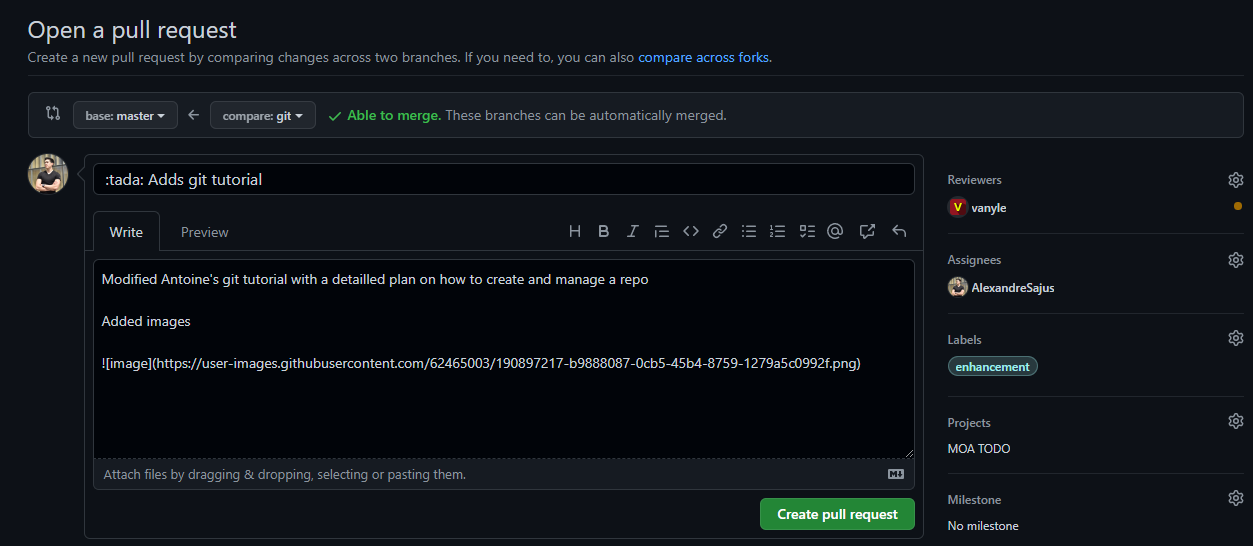 Open a pull request
Create a new pull request by comparing changes across two branches. If you need to, you can also compare across forks.
base: master
compare: git
Able to merge. These branches can be automatically merged.
:tada: Adds git tutorial
Write
Preview
Modified Antoine's git tutorial with a detailled plan on how to create and manage a repo
Added images
![image](https://user-images.githubusercontent.com/62465003/190897217-b9888087-0cb5-45b4-8759-1279a5c0992f.png)
Attach files by dragging & dropping, selecting or pasting them.
Create pull request
Reviewers
V vanyle
Assignees
AlexandreSajus
Labels
enhancement
Projects
MOA TODO
Milestone
No milestone